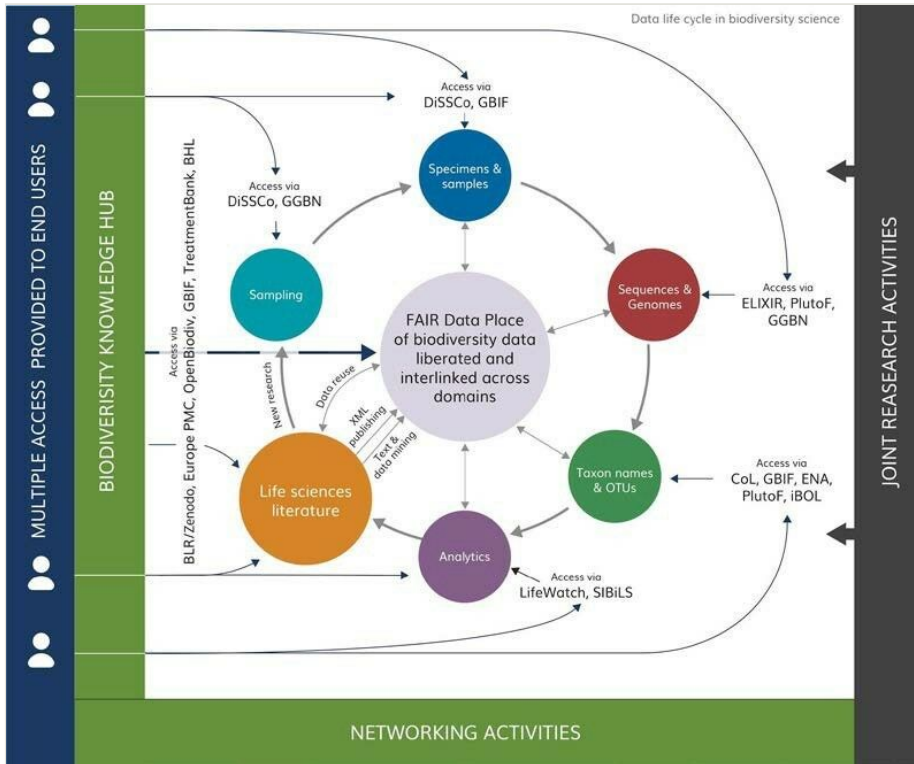 Data life cycle in biodiversity science
MULTIPLE ACCESS PROVIDED TO END USERS
BIODIVERISITY KNOWLEDGE HUB
Access via
BLR/Zenodo, Europe PMC, OpenBiodiv, GBIF, TreatmentBank, BHL
Access via
DiSSCo, GBIF
Specimens &
samples
Access via
DiSSCo, GGBN
Sampling
Sequences &
Genomes
Access via
ELIXIR, PlutoF,
GGBN
FAIR Data Place
of biodiversity data
liberated and
interlinked across
domains
New research
Data reuse
XML
publishing
Text &
data mining
Life sciences
literature
Taxon names
& OTUs
Access via
CoL, GBIF, ENA,
PlutoF, iBOL
Analytics
Access via
LifeWatch, SIBiLS
JOINT REASEARCH ACTIVITIES
NETWORKING ACTIVITIES